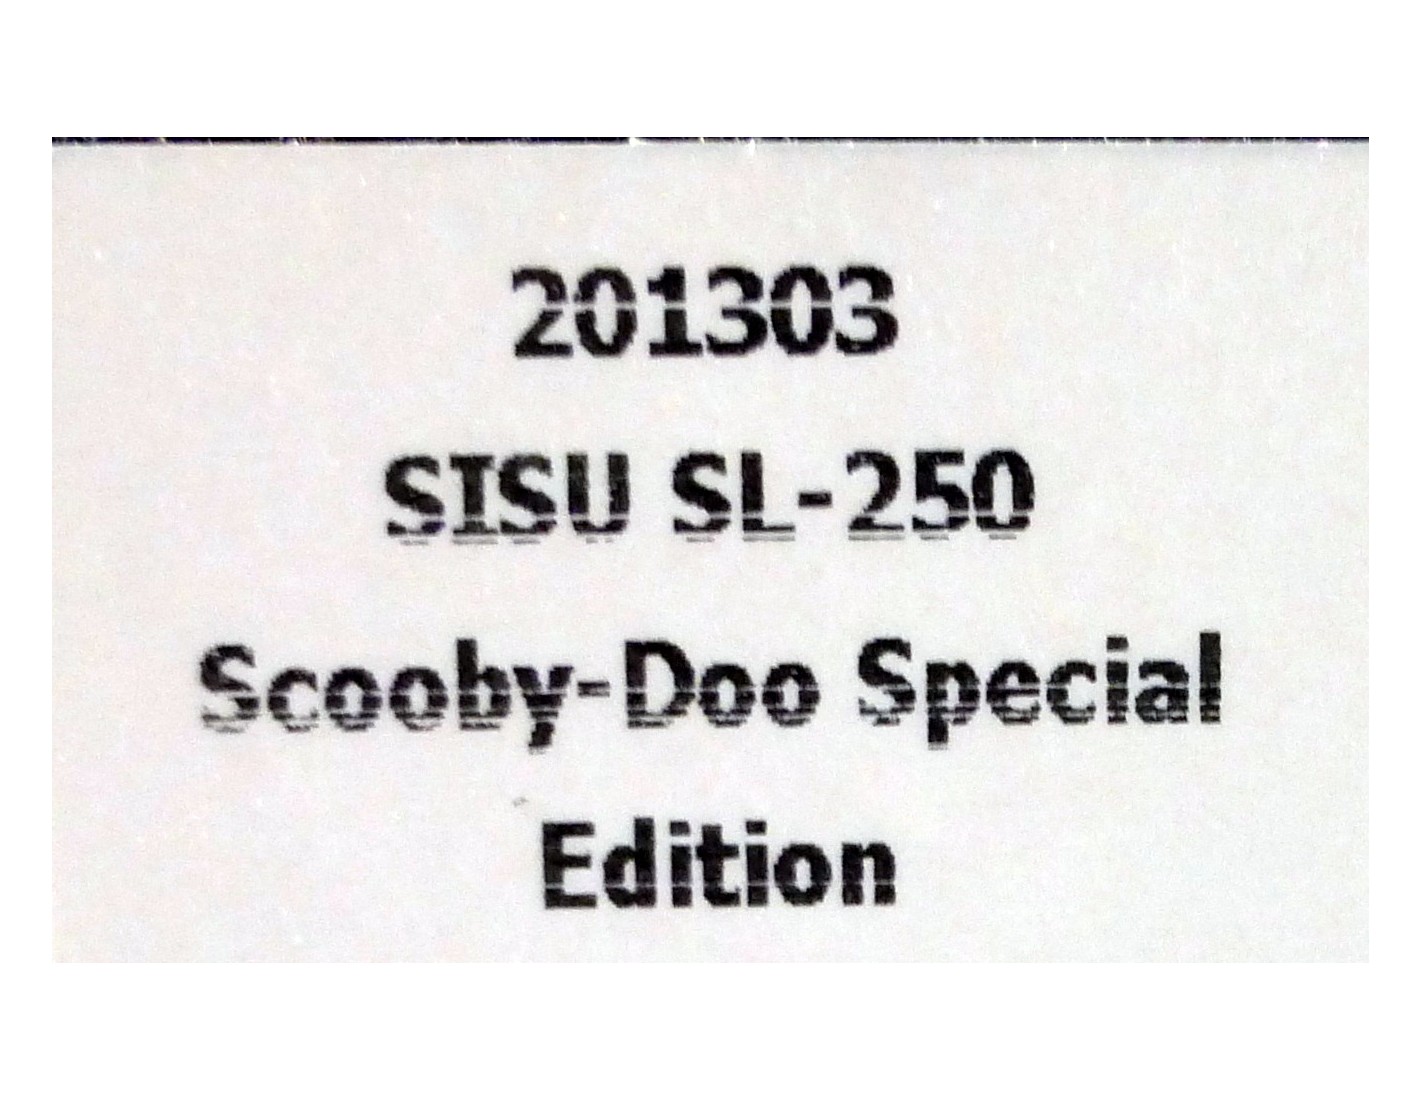 201303
SISU SL-250
Scooby-Doo Special
Edition